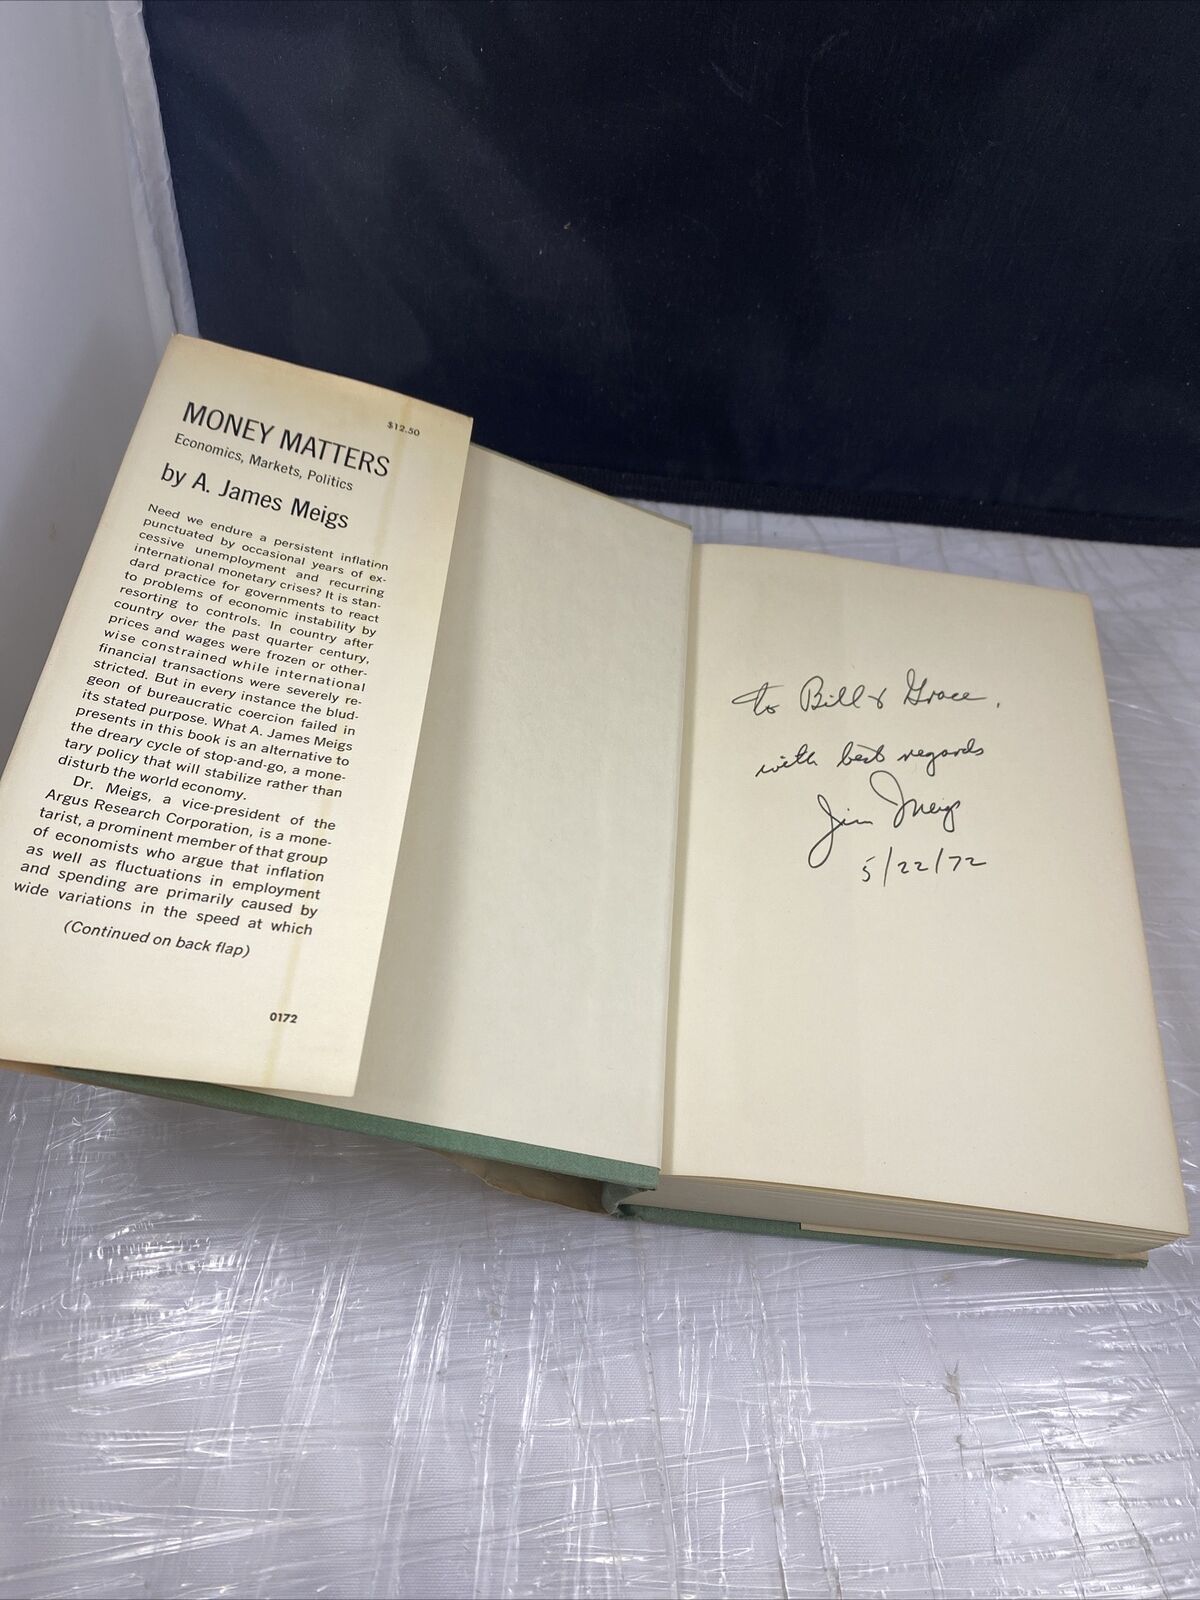 $12.50
MONEY MATTERS
Economics, Markets, Politics
by A. James Meigs
Need we endure a persistent inflation
punctuated by occasional years of ex-
cessive unemployment and recurring
international monetary crises? It is stan-
dard practice for governments to react
to problems of economic instability by
resorting to controls. In country after
country over the past quarter century,
prices and wages were frozen or other-
wise constrained while international
financial transactions were severely re-
stricted. But in every instance the blud-
geon of bureaucratic coercion failed in
its stated purpose. What A. James Meigs
presents in this book is an alternative to
the dreary cycle of stop-and-go, a mone-
tary policy that will stabilize rather than
disturb the world economy.
Dr. Meigs, a vice-president of the
Argus Research Corporation, is a mone-
tarist, a prominent member of that group
of economists who argue that inflation
as well as fluctuations in employment
and spending are primarily caused by
wide variations in the speed at which
(Continued on back flap)
0172
to Bill & Grace,
with best regards
Jim Meigs
5/22/72